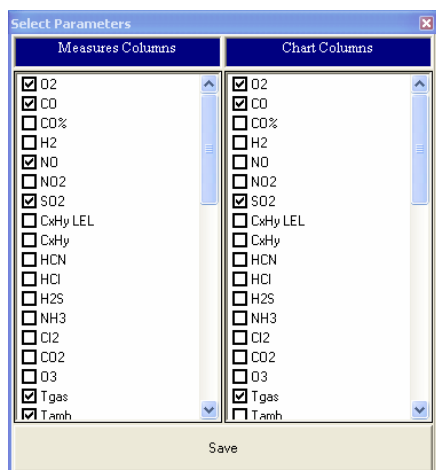 Select Parameters
Measures Columns
Chart Columns
O2
CO
CO%
H2
NO
NO2
SO2
CxHy LEL
CxHy
HCN
HCl
H2S
NH3
Cl2
CO2
O3
Tgas
Tamb
O2
CO
CO%
H2
NO
NO2
SO2
CxHy LEL
CxHy
HCN
HCl
H2S
NH3
Cl2
CO2
O3
Tgas
Tamb
Save